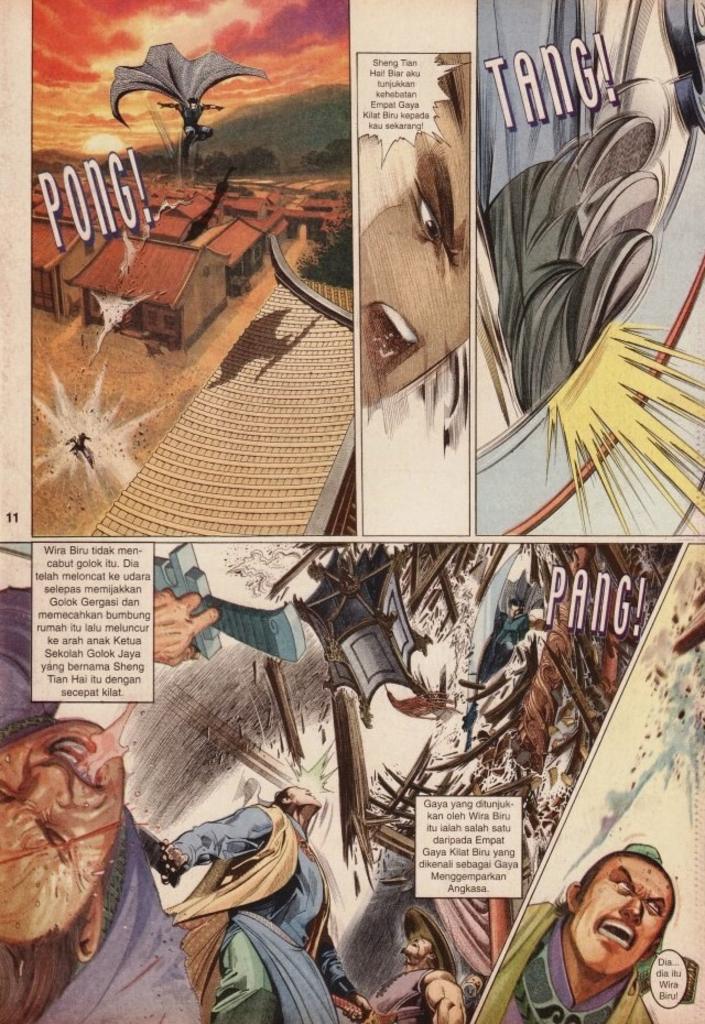 PONG!
Sheng Tian
Hai! Biar aku
tunjukkan
kehebatan
Empat Gaya
Kilat Biru kepada
kau sekarang!
TANG!
11
Wira Biru tidak men-
cabut golok itu. Dia
telah meloncat ke udara
selepas memijakkan
Golok Gergasi dan
memecahkan bumbung
rumah itu lalu meluncur
ke arah anak Ketua
Sekolah Golok Jaya
yang bernama Sheng
Tian Hai itu dengan
secepat kilat.
PANG!
Gaya yang ditunjuk-
kan oleh Wira Biru
itu ialah salah satu
daripada Empat
Gaya Kilat Biru yang
dikenali sebagai Gaya
Menggemparkan
Angkasa.
Dia...
dia itu
Wira
Biru!